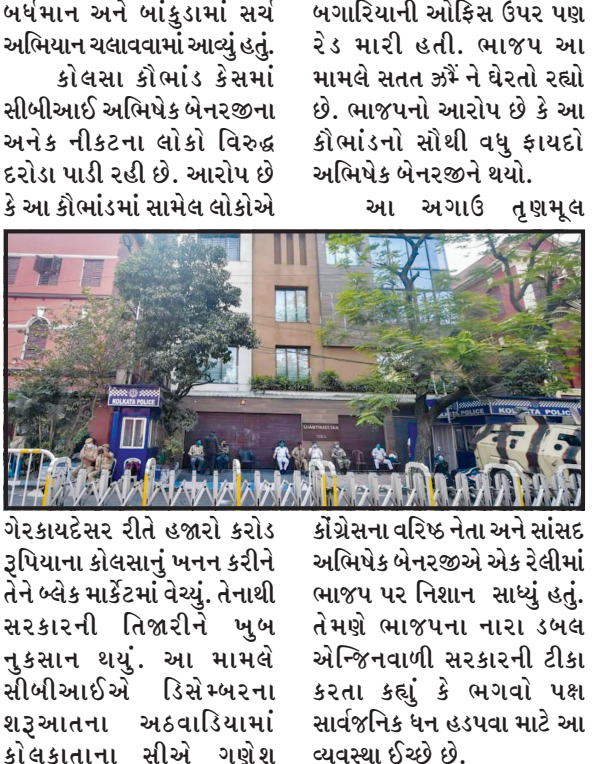 બર્ધમાન અને બાંકુડામાં સર્ચ
અભિયાન ચલાવવામાં આવ્યું હતું.
કોલસા કૌભાંડ કેસમાં
સીબીઆઈ અભિષેક બેનરજીના
અનેક નીકટના લોકો વિરુદ્ધ
દરોડા પાડી રહી છે. આરોપ છે
કે આ કૌભાંડમાં સામેલ લોકોએ
ગેરકાયદેસર રીતે હજારો કરોડ
રૂપિયાના કોલસાનું ખનન કરીને
તેને બ્લેક માર્કેટમાં વેચ્યું. તેનાથી
સરકારની તિજારીને ખુબ
નુકસાન થયું. આ મામલે
સીબીઆઈએ ડિસેમ્બરના
શરૂઆતના અઠવાડિયામાં
કોલકાતાના સીએ ગણેશ
બગારિયાની ઓફિસ ઉપર પણ
રેડ મારી હતી. ભાજપ આ
મામલે સતત ને ઘેરતો રહ્યો
છે. ભાજપનો આરોપ છે કે આ
કૌભાંડનો સૌથી વધુ ફાયદો
અભિષેક બેનરજીને થયો.
આ અગાઉ તૃણમૂલ
કોંગ્રેસના વરિષ્ઠ નેતા અને સાંસદ
અભિષેક બેનરજીએ એક રેલીમાં
ભાજપ પર નિશાન સાધ્યું હતું.
તેમણે ભાજપના નારા ડબલ
એન્જિનવાળી સરકારની ટીકા
કરતા કહ્યું કે ભગવો પક્ષ
સાર્વજનિક ધન હડપવા માટે આ
વ્યવસ્થા ઈચ્છે છે.
KOLKATA POLICE
SHANTINIKETAN
POLICE
KOLKATA POLICE